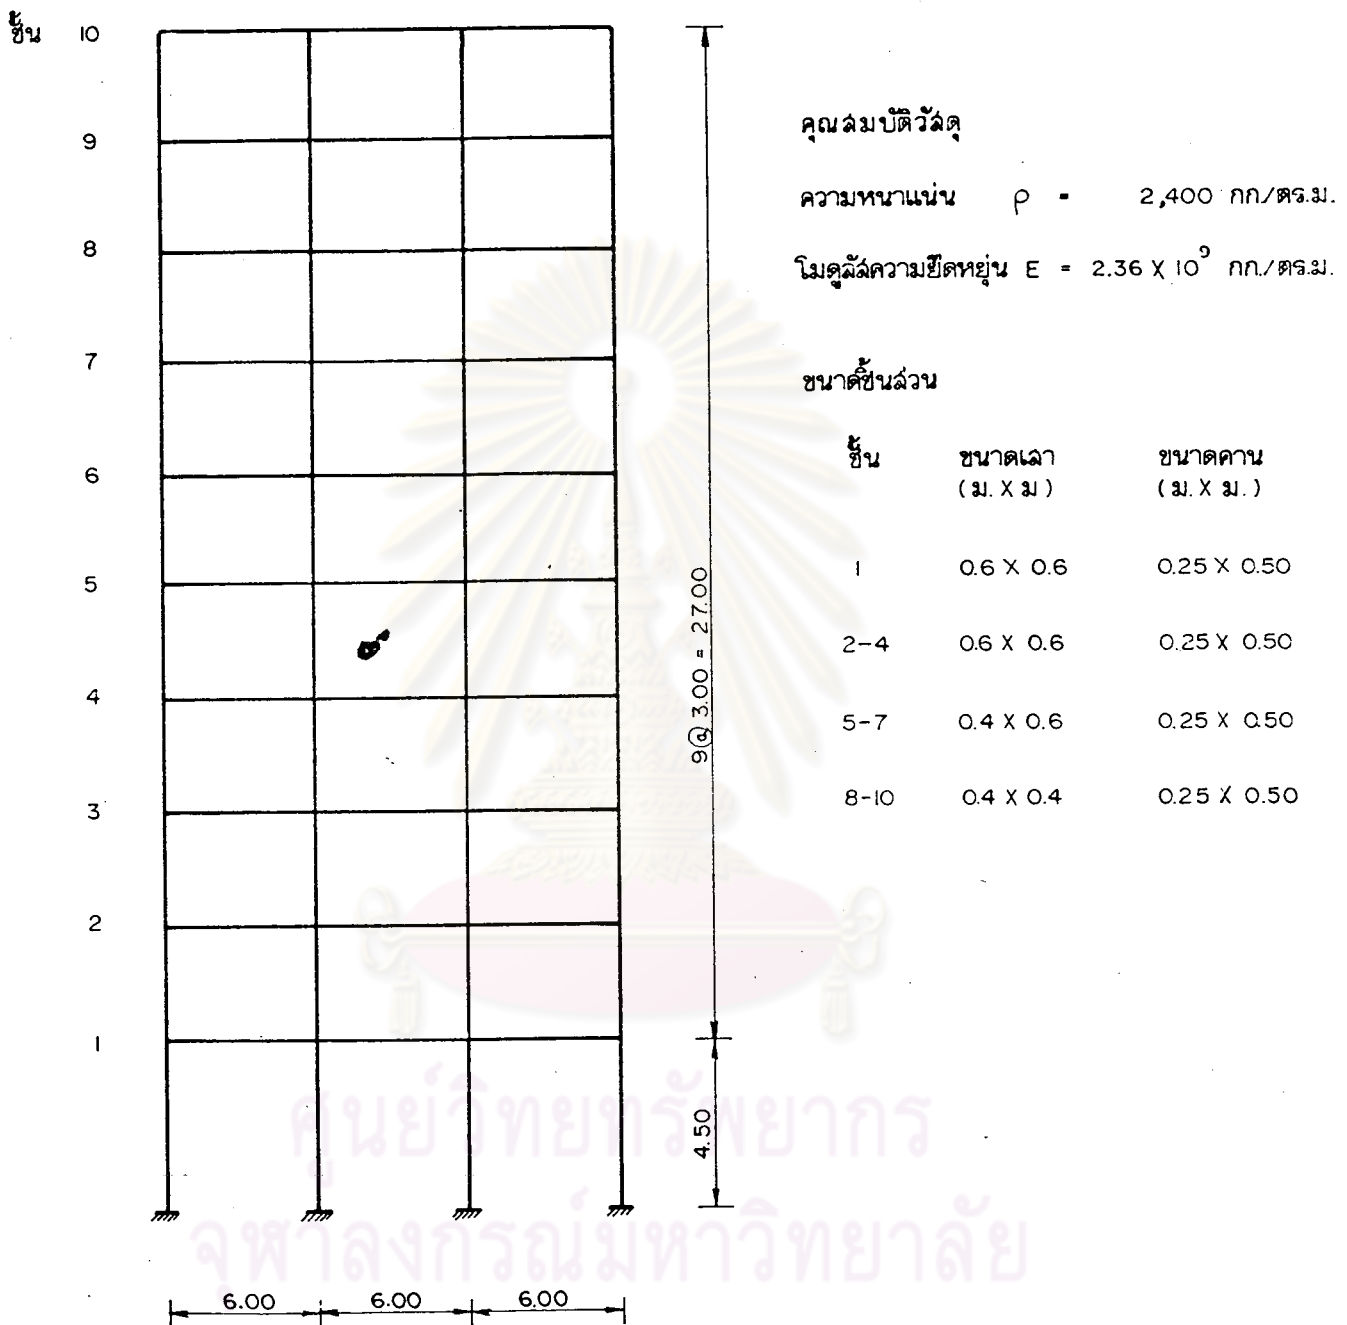 ชั้น 10
9
8
7
6
5
4
3
2
1
9@3.00 = 27.00
4.50
6.00 6.00 6.00
คุณสมบัติวัสดุ
ความหนาแน่น ρ = 2,400 กก./ตร.ม.
โมดูลัสความยืดหยุ่น E = 2.36 X 10⁹ กก./ตร.ม.
ขนาดชิ้นส่วน
ชั้น ขนาดเสา ขนาดคาน
(ม. X ม) (ม. X ม.)
1 0.6 X 0.6 0.25 X 0.50
2-4 0.6 X 0.6 0.25 X 0.50
5-7 0.4 X 0.6 0.25 X 0.50
8-10 0.4 X 0.4 0.25 X 0.50
ศูนย์วิทยทรัพยากร
จุฬาลงกรณ์มหาวิทยาลัย